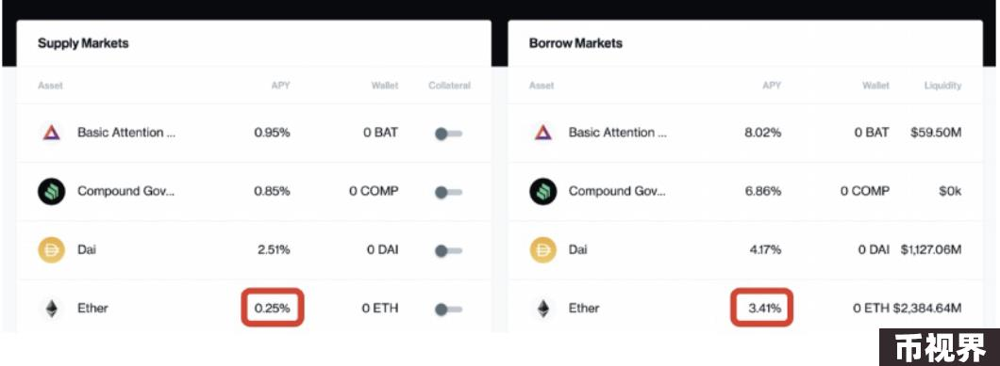 Supply Markets
Asset APY Wallet Collateral
Basic Attention ... 0.95% 0 BAT
Compound Gov... 0.85% 0 COMP
Dai 2.51% 0 DAI
Ether 0.25% 0 ETH
Borrow Markets
Asset APY Wallet Liquidity
Basic Attention ... 8.02% 0 BAT $59.50M
Compound Gov... 6.86% 0 COMP $0k
Dai 4.17% 0 DAI $1,127.06M
Ether 3.41% 0 ETH $2,384.64M
币视界